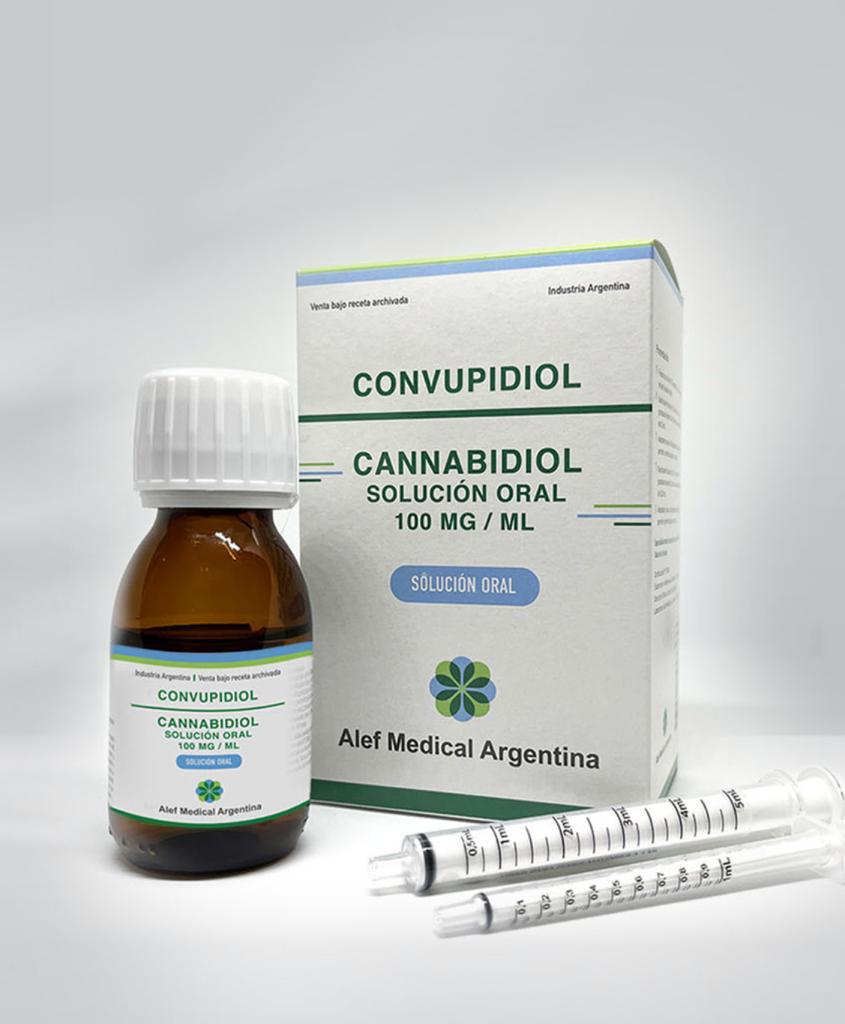 Venta bajo receta archivada
Industria Argentina
CONVUPIDIOL
CANNABIDIOL
SOLUCIÓN ORAL
100 MG / ML
SOLUCIÓN ORAL
Alef Medical Argentina
Industria Argentina | Venta bajo receta archivada
CONVUPIDIOL
CANNABIDIOL
SOLUCIÓN ORAL
100 MG / ML
SOLUCIÓN ORAL
Alef Medical Argentina
0,5mL 1mL 2mL 3mL 4mL 5mL
0,1 0,2 0,3 0,4 0,5 0,6 0,7 0,8 0,9 1mL